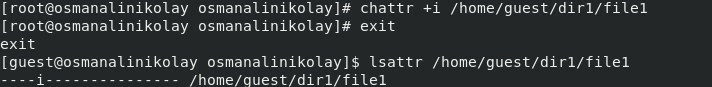 [root@osmanalinikolay osmanalinikolay]# chattr +i /home/guest/dir1/file1
[root@osmanalinikolay osmanalinikolay]# exit
exit
[guest@osmanalinikolay osmanalinikolay]$ lsattr /home/guest/dir1/file1
----i--------------- /home/guest/dir1/file1